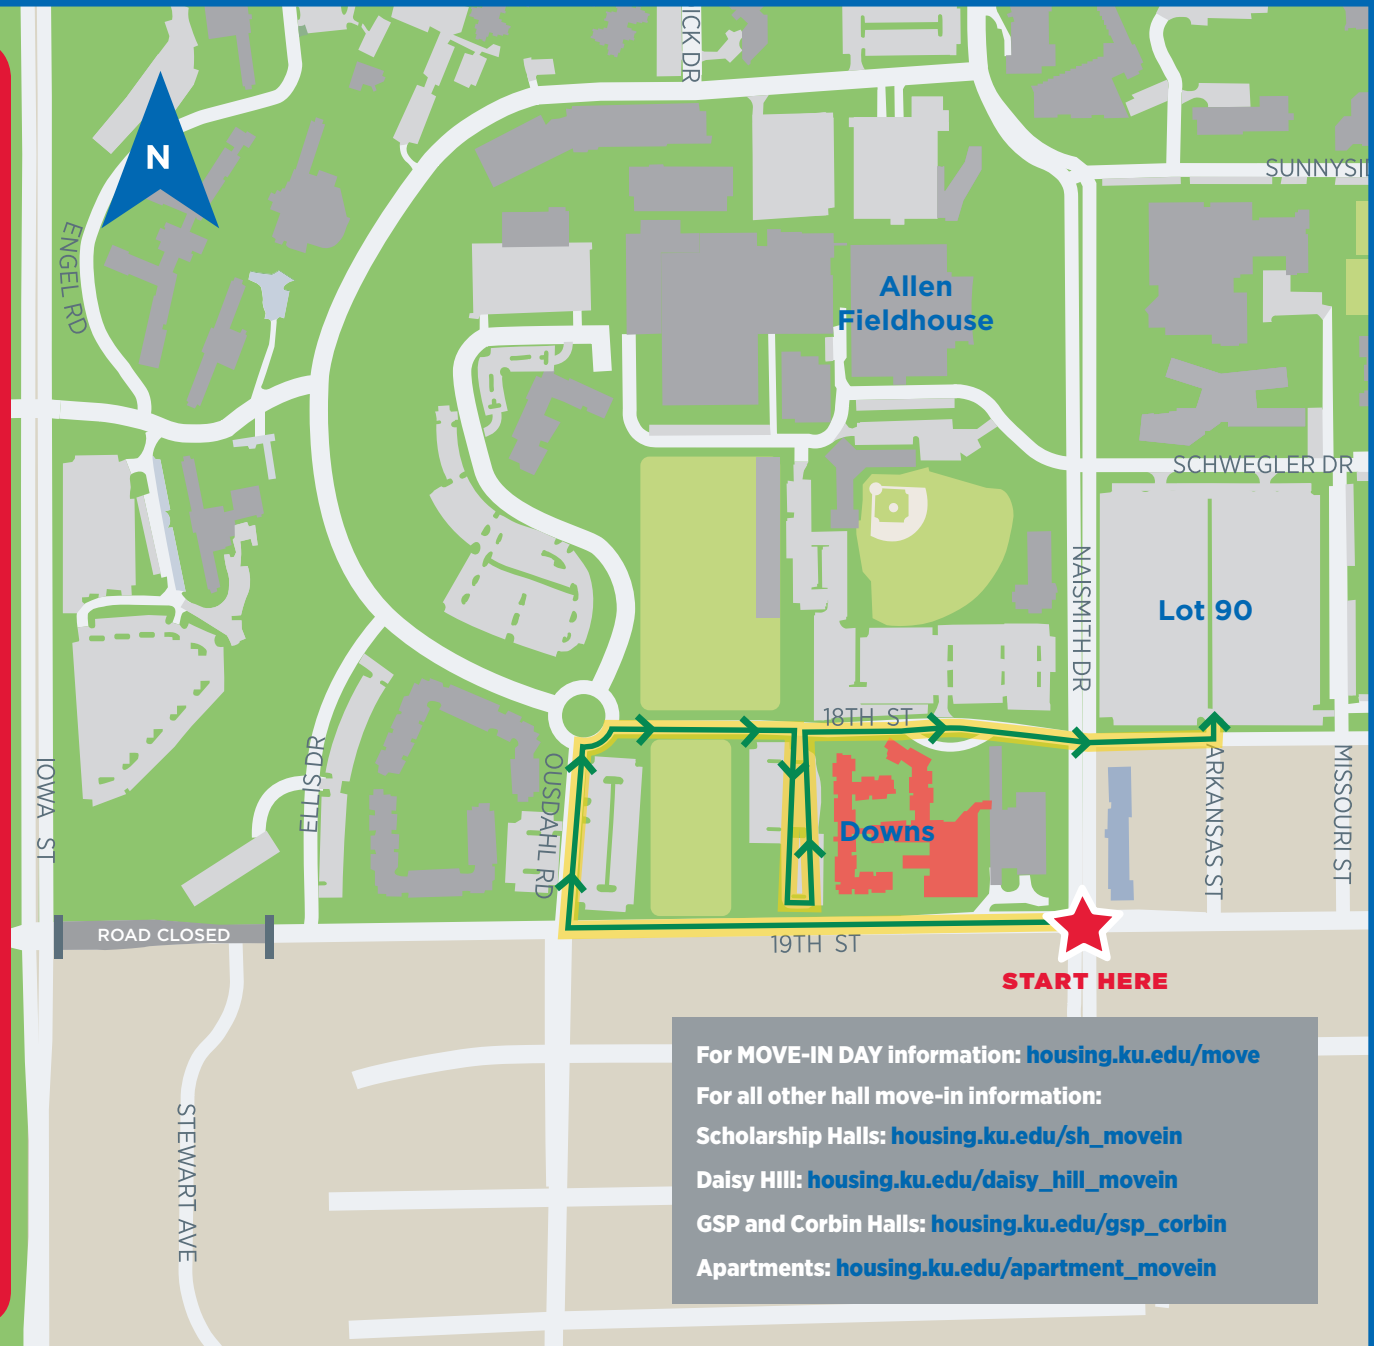 ICK DR
N
SUNNYSI
ENGEL RD
Allen
Fieldhouse
SCHWEGLER DR
NAISMITH DR
Lot 90
18TH ST
IOWA ST
ELLIS DR
OUSDAHL RD
Downs
ARKANSAS ST
MISSOURI ST
ROAD CLOSED
19TH ST
START HERE
STEWART AVE
For MOVE-IN DAY information: housing.ku.edu/move
For all other hall move-in information:
Scholarship Halls: housing.ku.edu/sh_movein
Daisy HIll: housing.ku.edu/daisy_hill_movein
GSP and Corbin Halls: housing.ku.edu/gsp_corbin
Apartments: housing.ku.edu/apartment_movein